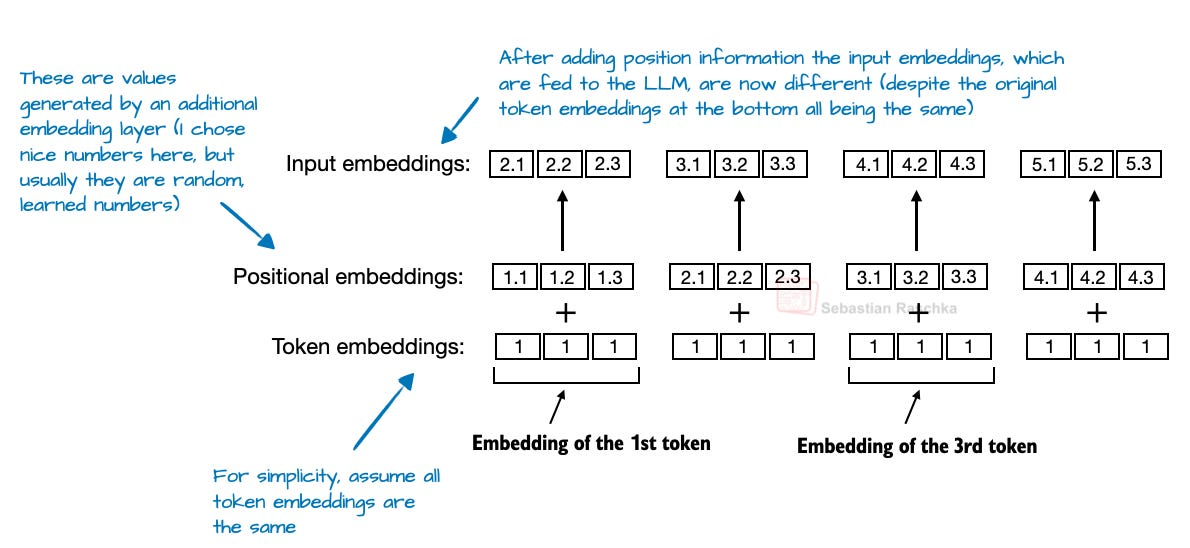 After adding position information the input embeddings, which
are fed to the LLM, are now different (despite the original
token embeddings at the bottom all being the same)
These are values
generated by an additional
embedding layer (I chose
nice numbers here, but
usually they are random,
learned numbers)
Input embeddings: 2.1 2.2 2.3 3.1 3.2 3.3 4.1 4.2 4.3 5.1 5.2 5.3
Positional embeddings: 1.1 1.2 1.3 2.1 2.2 2.3 3.1 3.2 3.3 4.1 4.2 4.3
+ + + +
Sebastian Raschka
Token embeddings: 1 1 1 1 1 1 1 1 1 1 1 1
Embedding of the 1st token
Embedding of the 3rd token
For simplicity, assume all
token embeddings are
the same